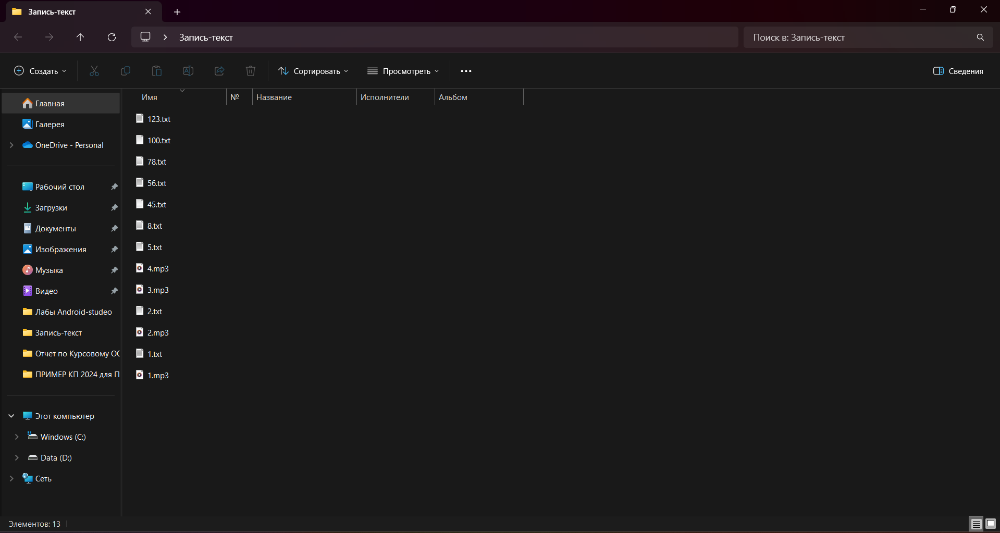 Запись-текст
Запись-текст
Поиск в: Запись-текст
Создать
Сортировать
Просмотреть
Сведения
Главная
Галерея
OneDrive - Personal
Рабочий стол
Загрузки
Документы
Изображения
Музыка
Видео
Лабы Android-studeo
Запись-текст
Отчет по Курсовому ОС
ПРИМЕР КП 2024 для П
Этот компьютер
Windows (C:)
Data (D:)
Сеть
Имя № Название Исполнители Альбом
123.txt
100.txt
78.txt
56.txt
45.txt
8.txt
5.txt
4.mp3
3.mp3
2.txt
2.mp3
1.txt
1.mp3
Элементов: 13